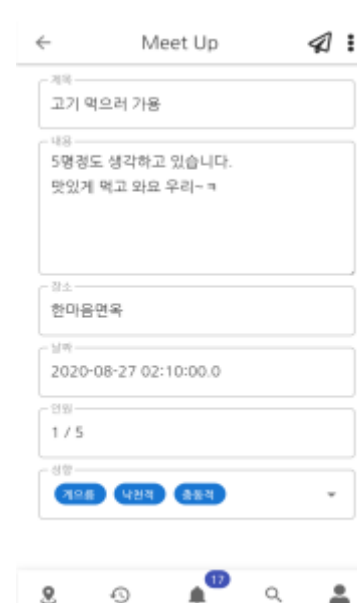 Meet Up
제목
고기 먹으러 가용
내용
5명정도 생각하고 있습니다.
맛있게 먹고 와요 우리~ㅋ
장소
한마음면옥
날짜
2020-08-27 02:10:00.0
인원
1 / 5
성향
게으름 낙천적 충동적
17